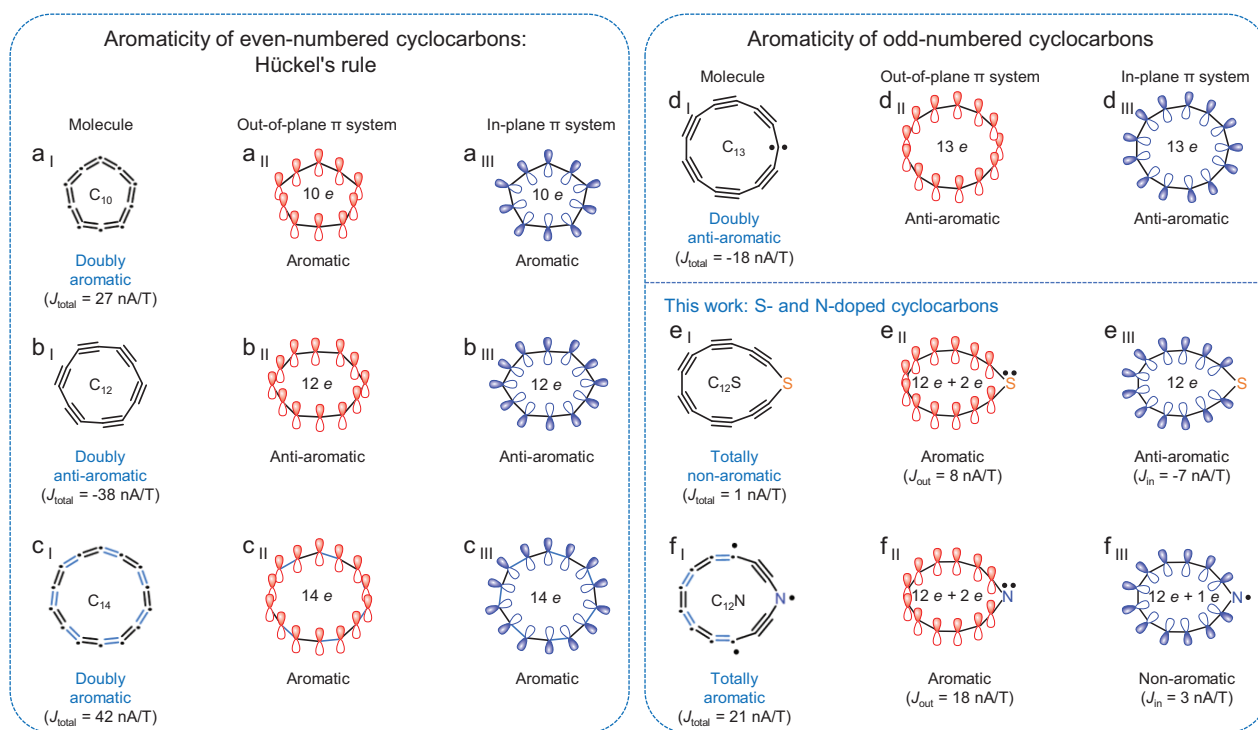 Aromaticity of even-numbered cyclocarbons:
Hückel's rule
Molecule
Out-of-plane π system
In-plane π system
a I
C10
Doubly
aromatic
(Jtotal = 27 nA/T)
a II
10 e
Aromatic
a III
10 e
Aromatic
b I
C12
Doubly
anti-aromatic
(Jtotal = -38 nA/T)
b II
12 e
Anti-aromatic
b III
12 e
Anti-aromatic
c I
C14
Doubly
aromatic
(Jtotal = 42 nA/T)
c II
14 e
Aromatic
c III
14 e
Aromatic
Aromaticity of odd-numbered cyclocarbons
Molecule
Out-of-plane π system
In-plane π system
d I
C13
Doubly
anti-aromatic
(Jtotal = -18 nA/T)
d II
13 e
Anti-aromatic
d III
13 e
Anti-aromatic
This work: S- and N-doped cyclocarbons
e I
C12S
S
Totally
non-aromatic
(Jtotal = 1 nA/T)
e II
12 e + 2 e
S
Aromatic
(Jout = 8 nA/T)
e III
12 e
S
Anti-aromatic
(Jin = -7 nA/T)
f I
C12N
N
Totally
aromatic
(Jtotal = 21 nA/T)
f II
12 e + 2 e
N
Aromatic
(Jout = 18 nA/T)
f III
12 e + 1 e
N
Non-aromatic
(Jin = 3 nA/T)